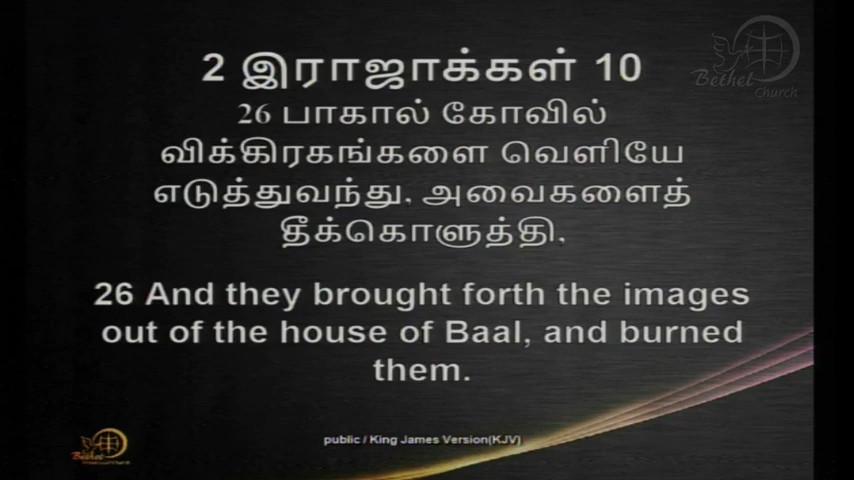 Bethel
Church
2 இராஜாக்கள் 10
26 பாகால் கோவில்
விக்கிரகங்களை வெளியே
எடுத்துவந்து, அவைகளைத்
தீக்கொளுத்தி,
26 And they brought forth the images
out of the house of Baal, and burned
them.
public / King James Version(KJV)
Bethel